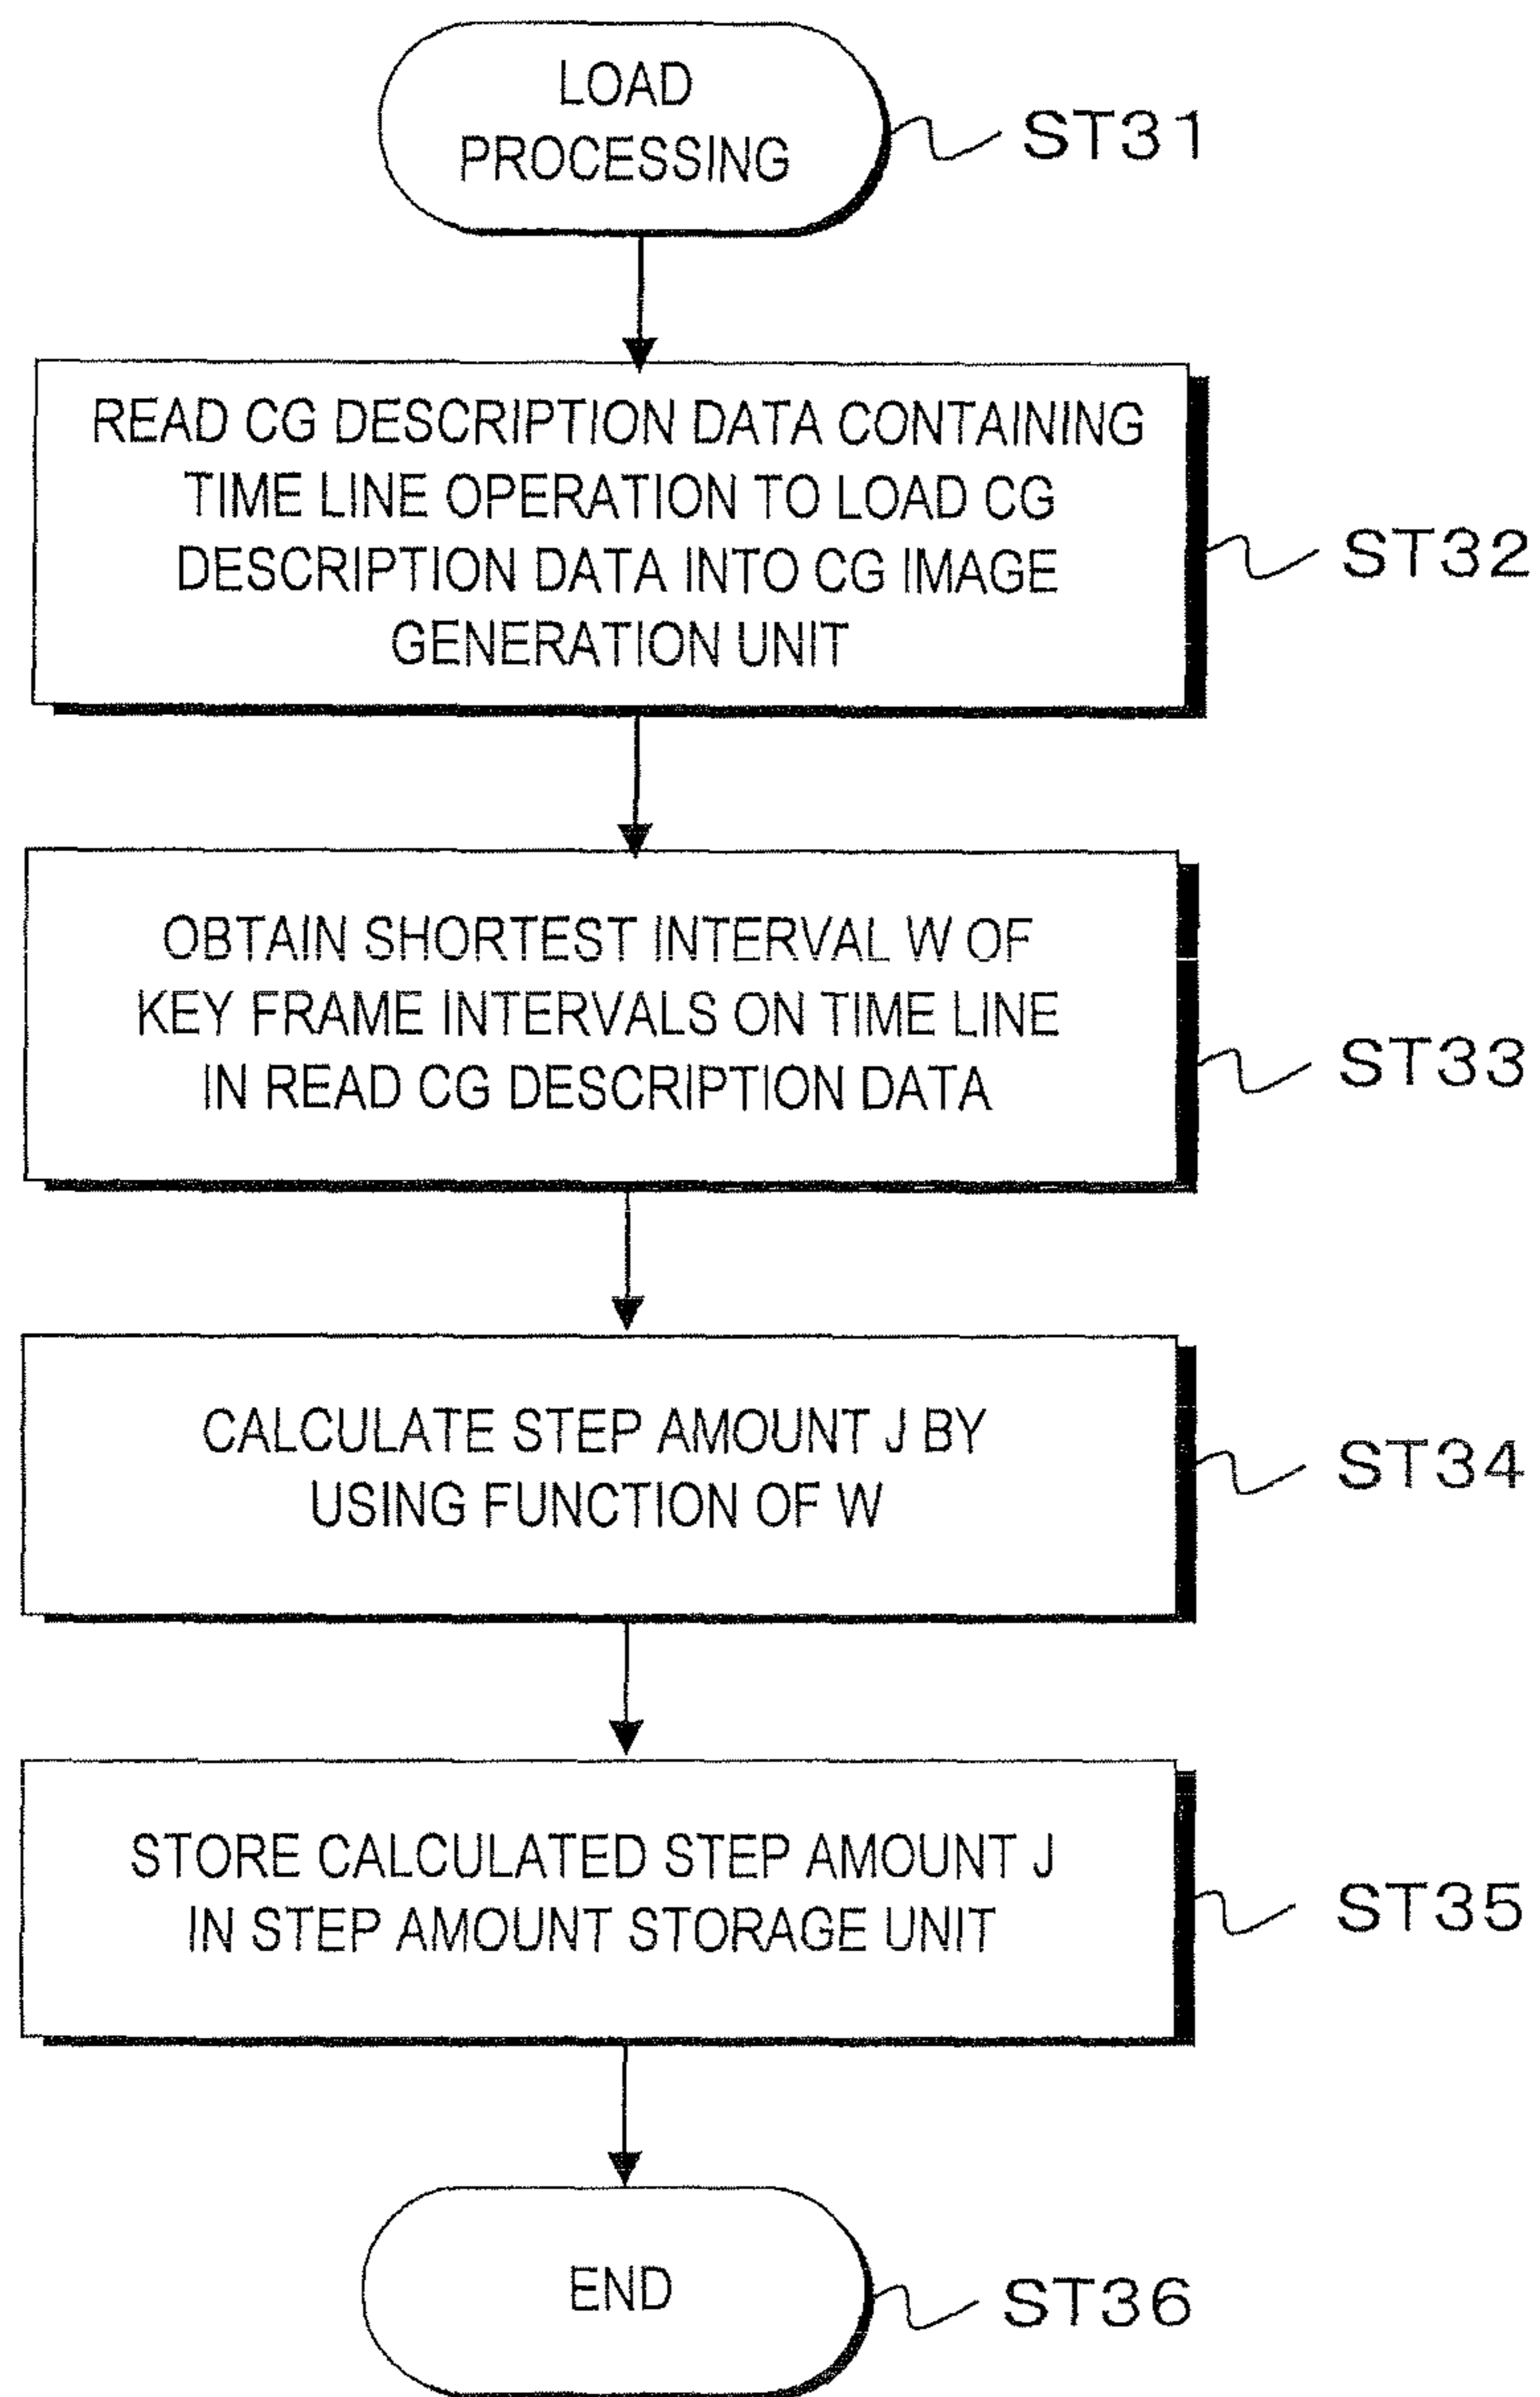 LOAD
PROCESSING
ST31
READ CG DESCRIPTION DATA CONTAINING
TIME LINE OPERATION TO LOAD CG
DESCRIPTION DATA INTO CG IMAGE
GENERATION UNIT
ST32
OBTAIN SHORTEST INTERVAL W OF
KEY FRAME INTERVALS ON TIME LINE
IN READ CG DESCRIPTION DATA
ST33
CALCULATE STEP AMOUNT J BY
USING FUNCTION OF W
ST34
STORE CALCULATED STEP AMOUNT J
IN STEP AMOUNT STORAGE UNIT
ST35
END
ST36